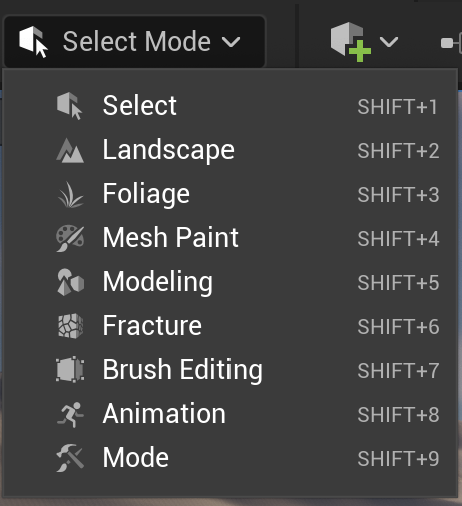 Select Mode
Select SHIFT+1
Landscape SHIFT+2
Foliage SHIFT+3
Mesh Paint SHIFT+4
Modeling SHIFT+5
Fracture SHIFT+6
Brush Editing SHIFT+7
Animation SHIFT+8
Mode SHIFT+9